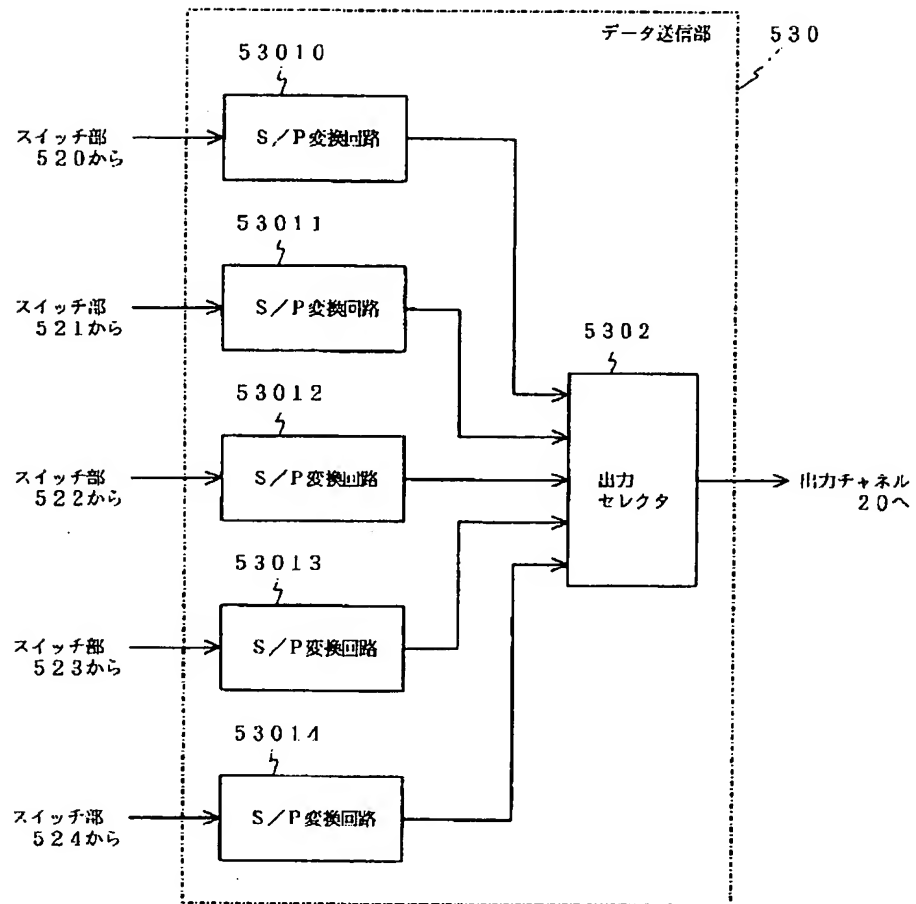 データ送信部
530
53010
スイッチ部
520から
S/P変換回路
53011
スイッチ部
521から
S/P変換回路
5302
53012
スイッチ部
522から
S/P変換回路
出力
セレクタ
出力チャネル
20へ
53013
スイッチ部
523から
S/P変換回路
53014
スイッチ部
524から
S/P変換回路